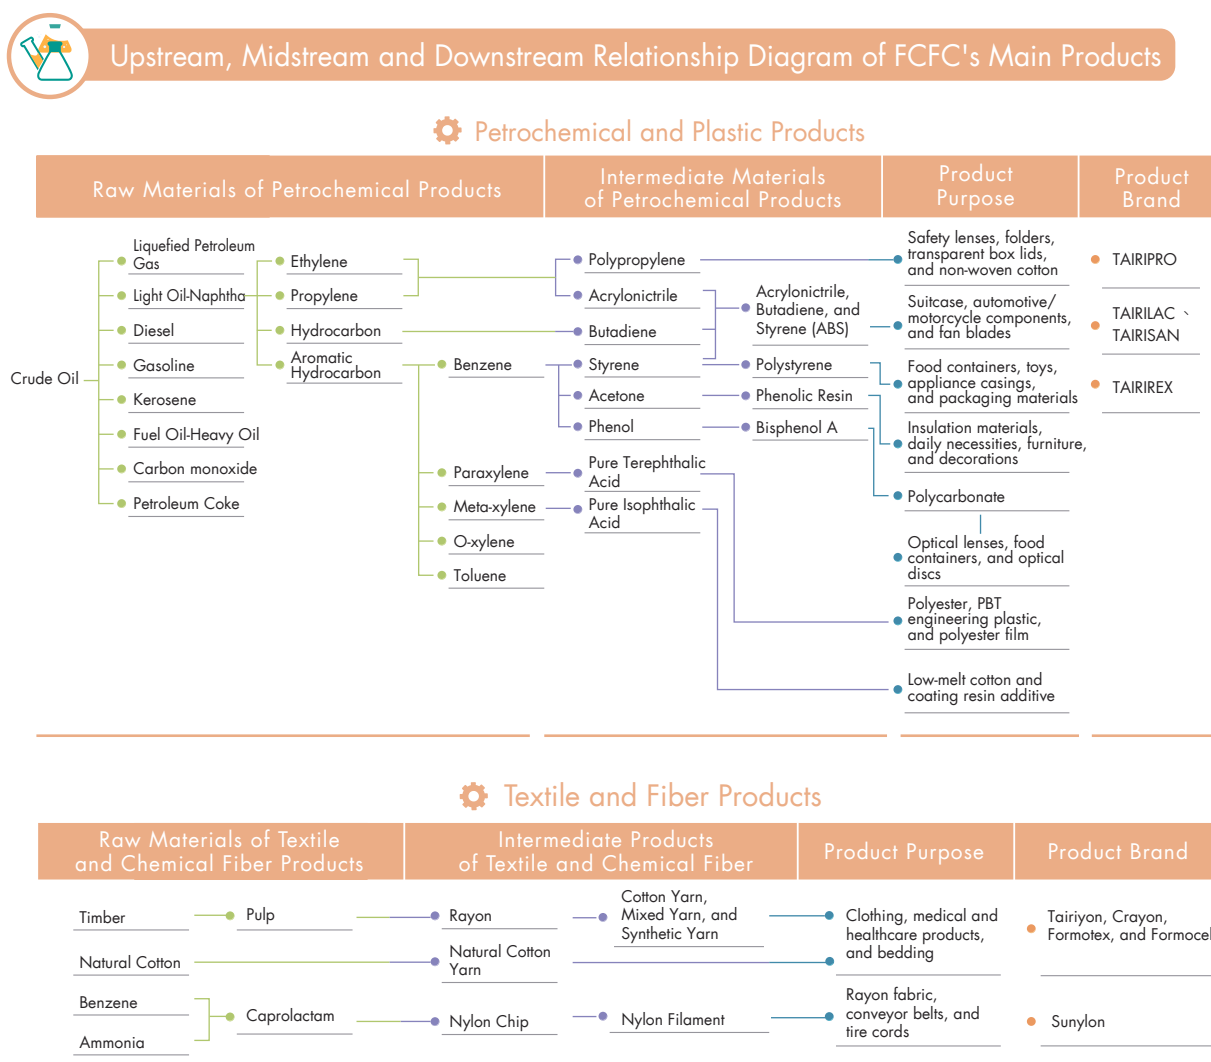 Upstream, Midstream and Downstream Relationship Diagram of FCFC's Main Products
Petrochemical and Plastic Products
Raw Materials of Petrochemical Products
Intermediate Materials
of Petrochemical Products
Product
Purpose
Product
Brand
Crude Oil
Liquefied Petroleum
Gas
Light Oil-Naphtha
Diesel
Gasoline
Kerosene
Fuel Oil-Heavy Oil
Carbon monoxide
Petroleum Coke
Ethylene
Propylene
Hydrocarbon
Aromatic
Hydrocarbon
Benzene
Paraxylene
Meta-xylene
O-xylene
Toluene
Polypropylene
Acrylonictrile
Butadiene
Styrene
Acetone
Phenol
Pure Terephthalic
Acid
Pure Isophthalic
Acid
Acrylonictrile,
Butadiene, and
Styrene (ABS)
Polystyrene
Phenolic Resin
Bisphenol A
Safety lenses, folders,
transparent box lids,
and non-woven cotton
Suitcase, automotive/
motorcycle components,
and fan blades
Food containers, toys,
appliance casings,
and packaging materials
Insulation materials,
daily necessities, furniture,
and decorations
Polycarbonate
Optical lenses, food
containers, and optical
discs
Polyester, PBT
engineering plastic,
and polyester film
Low-melt cotton and
coating resin additive
TAIRIPRO
TAIRILAC、
TAIRISAN
TAIRIREX
Textile and Fiber Products
Raw Materials of Textile
and Chemical Fiber Products
Intermediate Products
of Textile and Chemical Fiber
Product Purpose
Product Brand
Timber
Pulp
Rayon
Cotton Yarn,
Mixed Yarn, and
Synthetic Yarn
Clothing, medical and
healthcare products,
and bedding
Tairiyon, Crayon,
Formotex, and Formocel
Natural Cotton
Natural Cotton
Yarn
Benzene
Ammonia
Caprolactam
Nylon Chip
Nylon Filament
Rayon fabric,
conveyor belts, and
tire cords
Sunylon